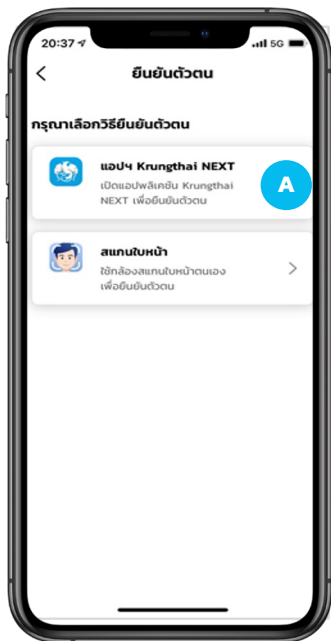 20:37
5G
ยืนยันตัวตน
กรุณาเลือกวิธียืนยันตัวตน
แอปฯ Krungthai NEXT
เปิดแอปพลิเคชัน Krungthai
NEXT เพื่อยืนยันตัวตน
A
สแกนใบหน้า
ใช้กล้องสแกนใบหน้าตนเอง
เพื่อยืนยันตัวตน